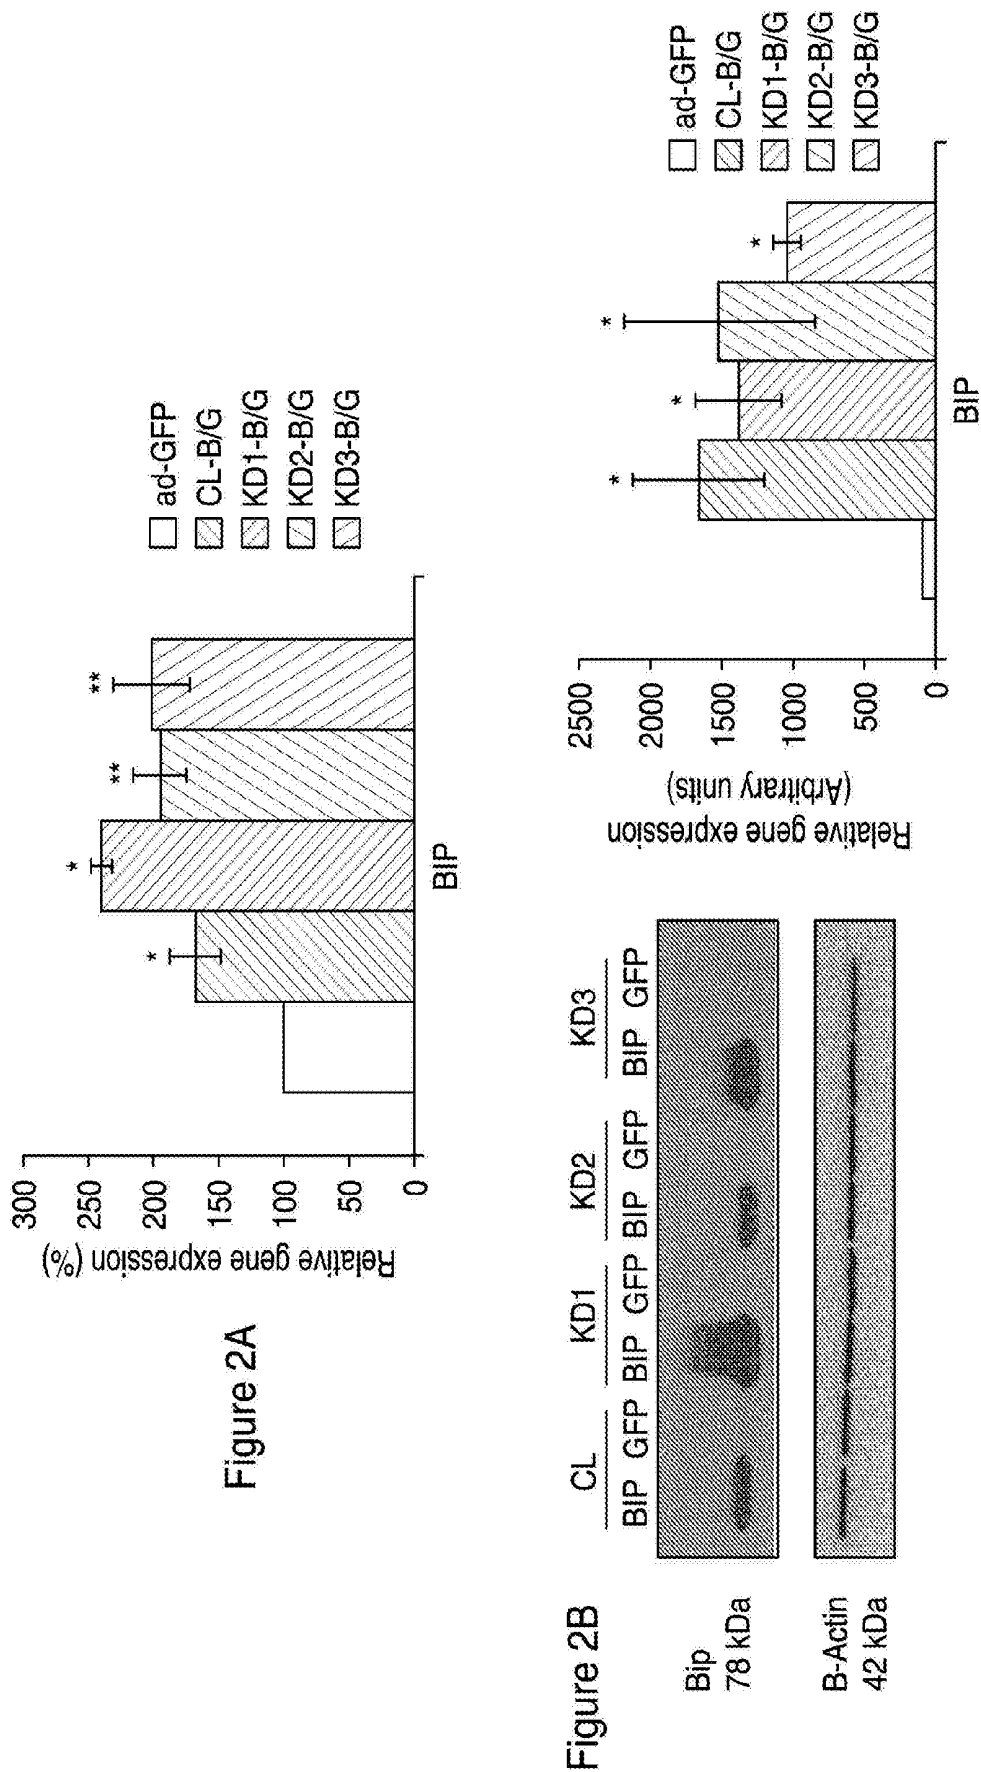 Figure 2A
Relative gene expression (%)
300
250
200
150
100
50
0
*
*
**
**
BIP
ad-GFP
CL-B/G
KD1-B/G
KD2-B/G
KD3-B/G
Figure 2B
CL KD1 KD2 KD3
BIP GFP BIP GFP BIP GFP BIP GFP
Bip
78 kDa
B-Actin
42 kDa
Relative gene expression
(Arbitrary units)
2500
2000
1500
1000
500
0
*
*
*
*
BIP
ad-GFP
CL-B/G
KD1-B/G
KD2-B/G
KD3-B/G